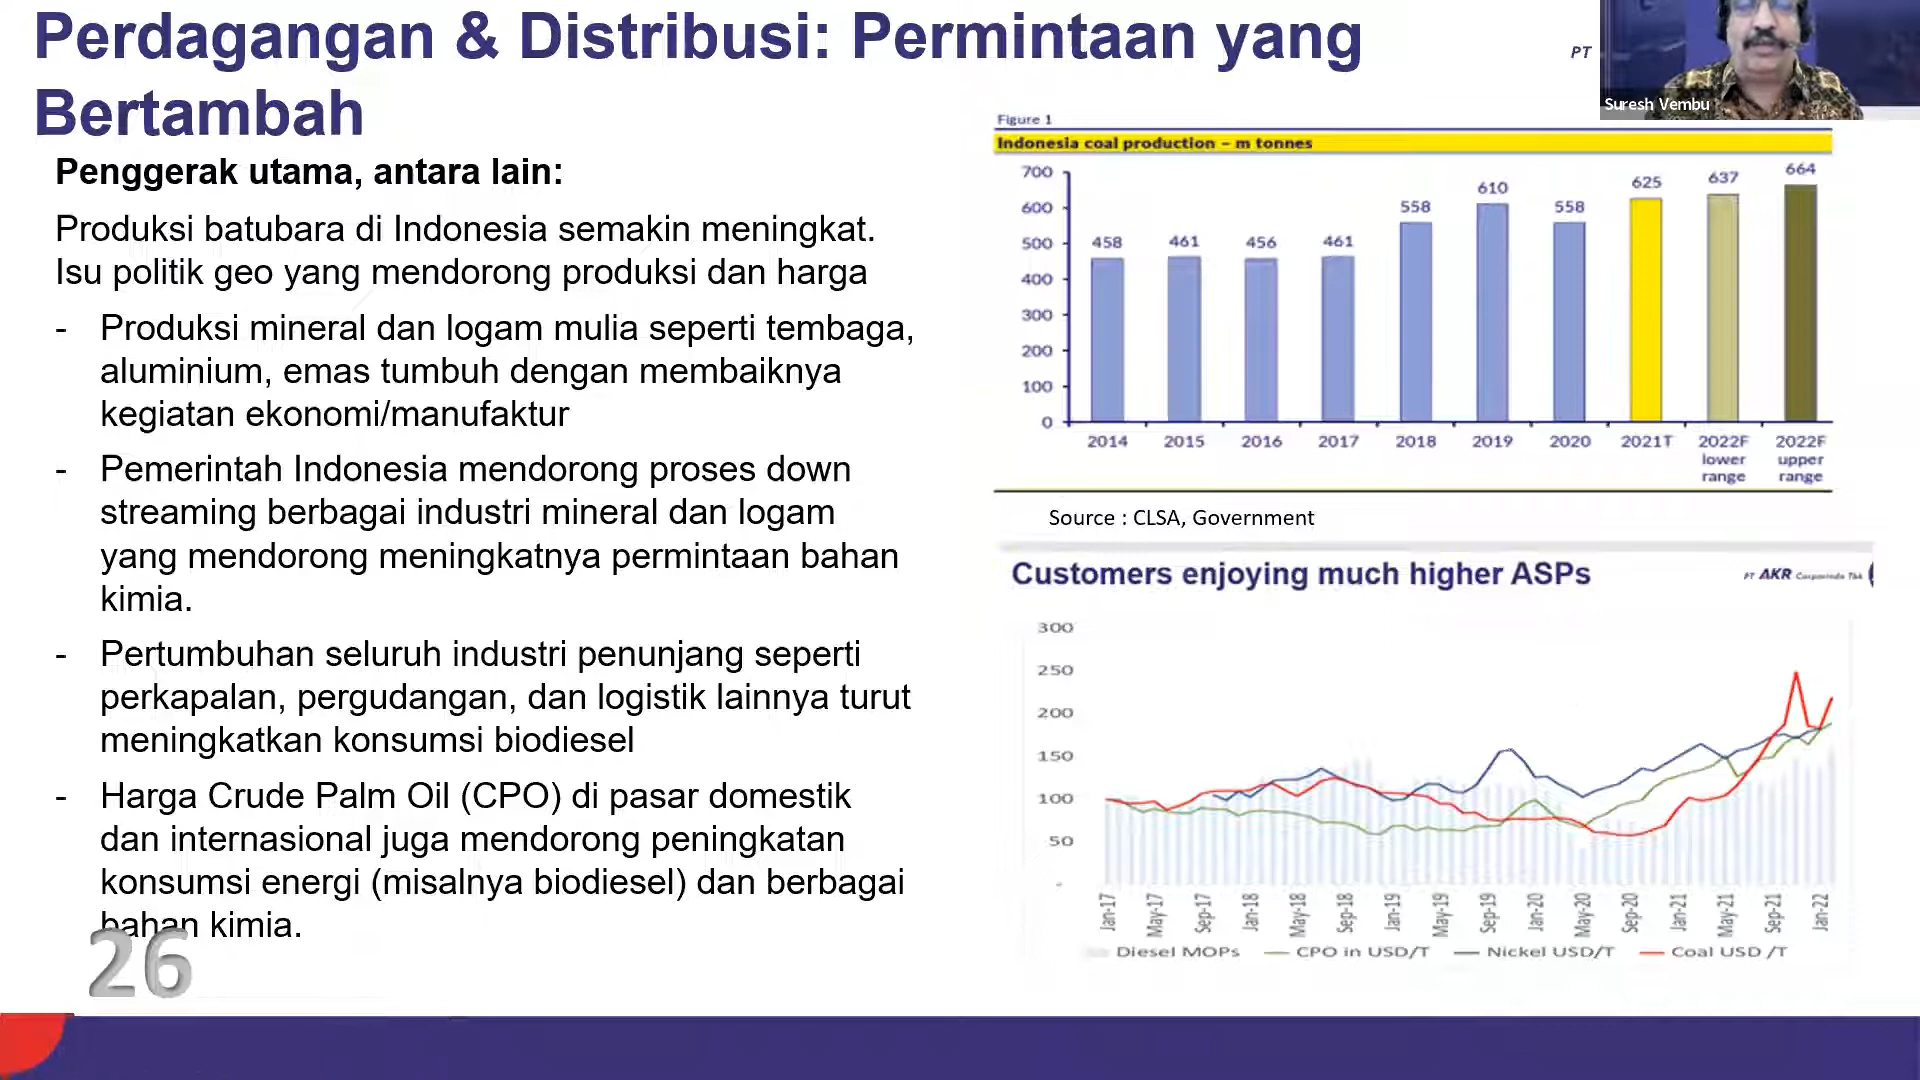 Perdagangan & Distribusi: Permintaan yang
Bertambah
PT
Suresh Vembu
Penggerak utama, antara lain:
Produksi batubara di Indonesia semakin meningkat.
Isu politik geo yang mendorong produksi dan harga
- Produksi mineral dan logam mulia seperti tembaga,
aluminium, emas tumbuh dengan membaiknya
kegiatan ekonomi/manufaktur
- Pemerintah Indonesia mendorong proses down
streaming berbagai industri mineral dan logam
yang mendorong meningkatnya permintaan bahan
kimia.
- Pertumbuhan seluruh industri penunjang seperti
perkapalan, pergudangan, dan logistik lainnya turut
meningkatkan konsumsi biodiesel
- Harga Crude Palm Oil (CPO) di pasar domestik
dan internasional juga mendorong peningkatan
konsumsi energi (misalnya biodiesel) dan berbagai
bahan kimia.
26
Figure 1
Indonesia coal production – m tonnes
700
600
500
400
300
200
100
0
458 461 456 461 558 610 558 625 637 664
2014 2015 2016 2017 2018 2019 2020 2021T 2022F 2022F
lower upper
range range
Source : CLSA, Government
Customers enjoying much higher ASPs
PT AKR Corporindo Tbk
300
250
200
150
100
50
-
Jan-17 May-17 Sep-17 Jan-18 May-18 Sep-18 Jan-19 May-19 Sep-19 Jan-20 May-20 Sep-20 Jan-21 May-21 Sep-21 Jan-22
Diesel MOPs CPO in USD/T Nickel USD/T Coal USD /T